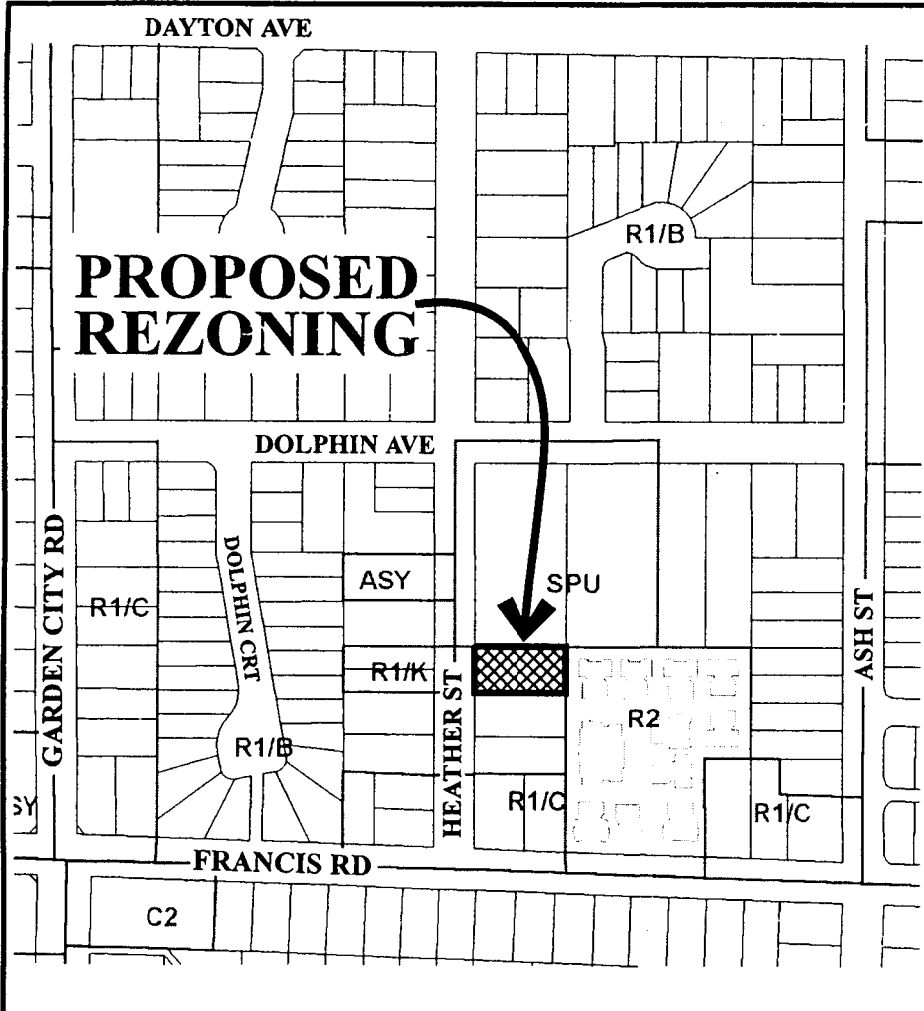 DAYTON AVE
R1/B
PROPOSED
REZONING
DOLPHIN AVE
GARDEN CITY RD
DOLPHIN CRT
ASY
SPU
R1/C
R1/K
HEATHER ST
ASH ST
R2
R1/B
SY
R1/C
R1/C
FRANCIS RD
C2